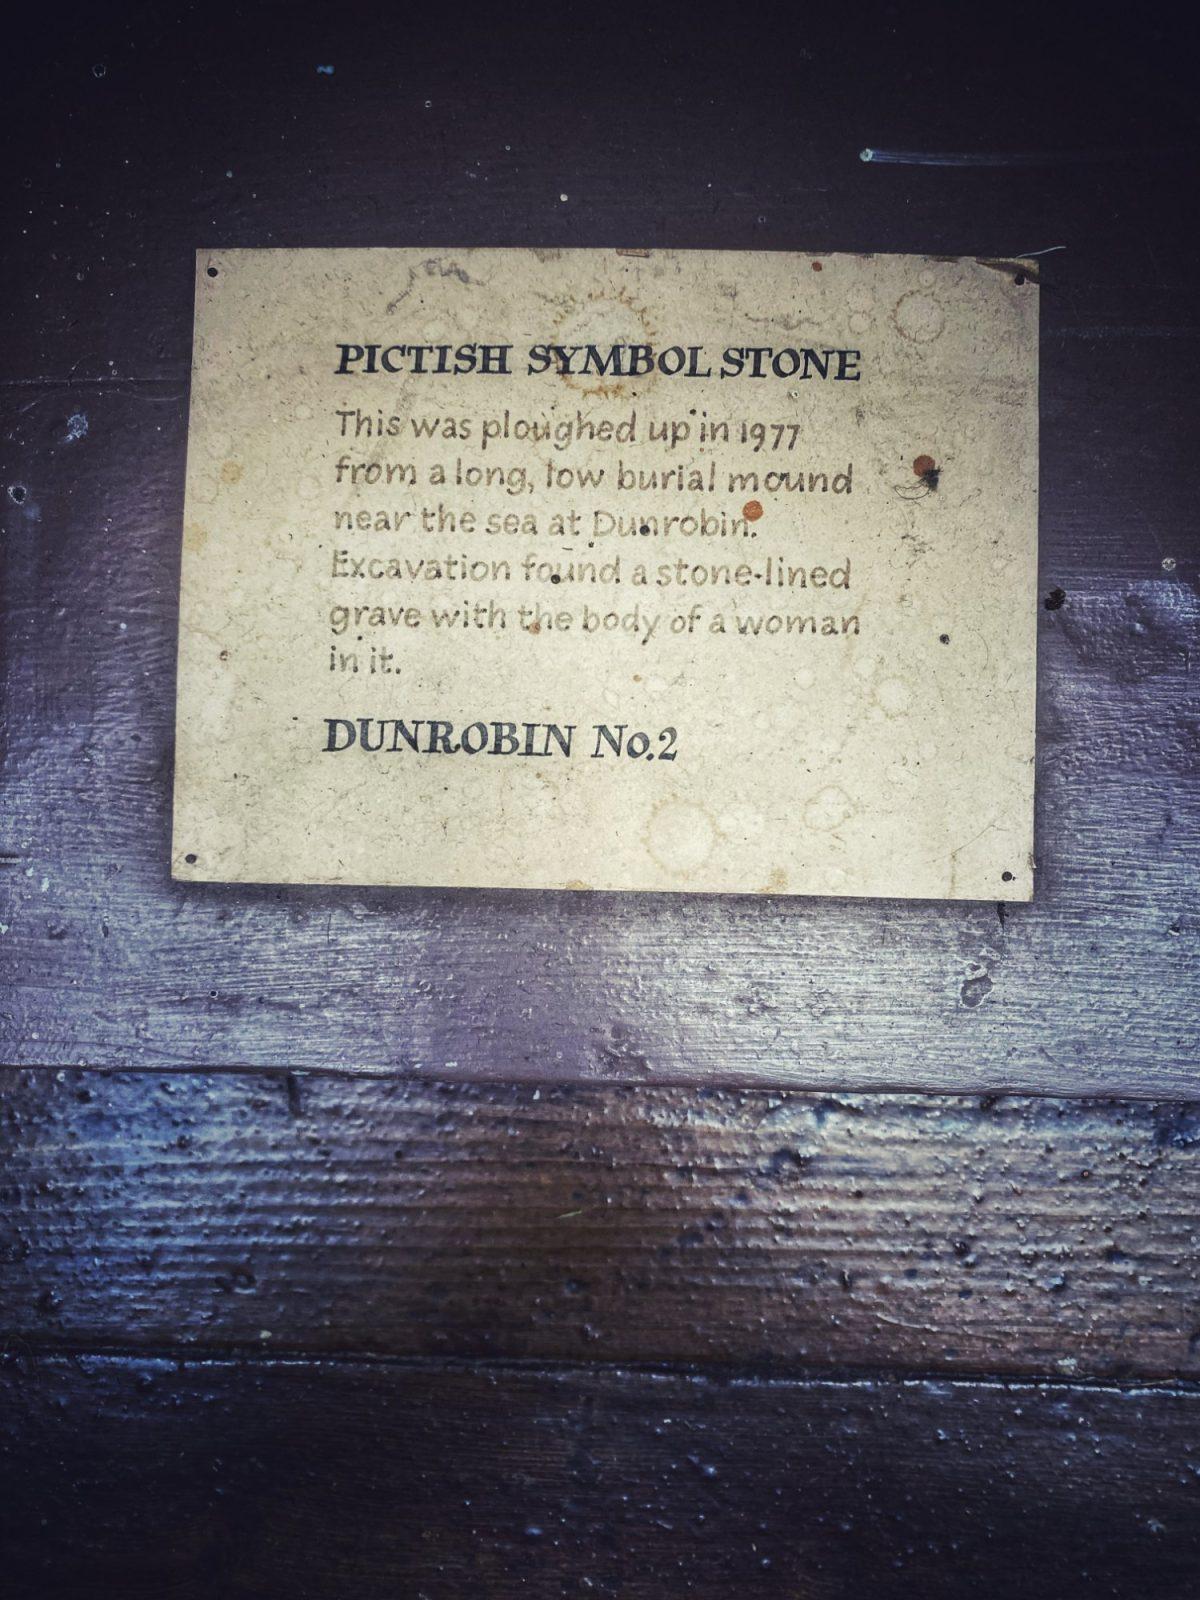 PICTISH SYMBOL STONE
This was ploughed up in 1977
from a long, low burial mound
near the sea at Dunrobin.
Excavation found a stone-lined
grave with the body of a woman
in it.
DUNROBIN No.2